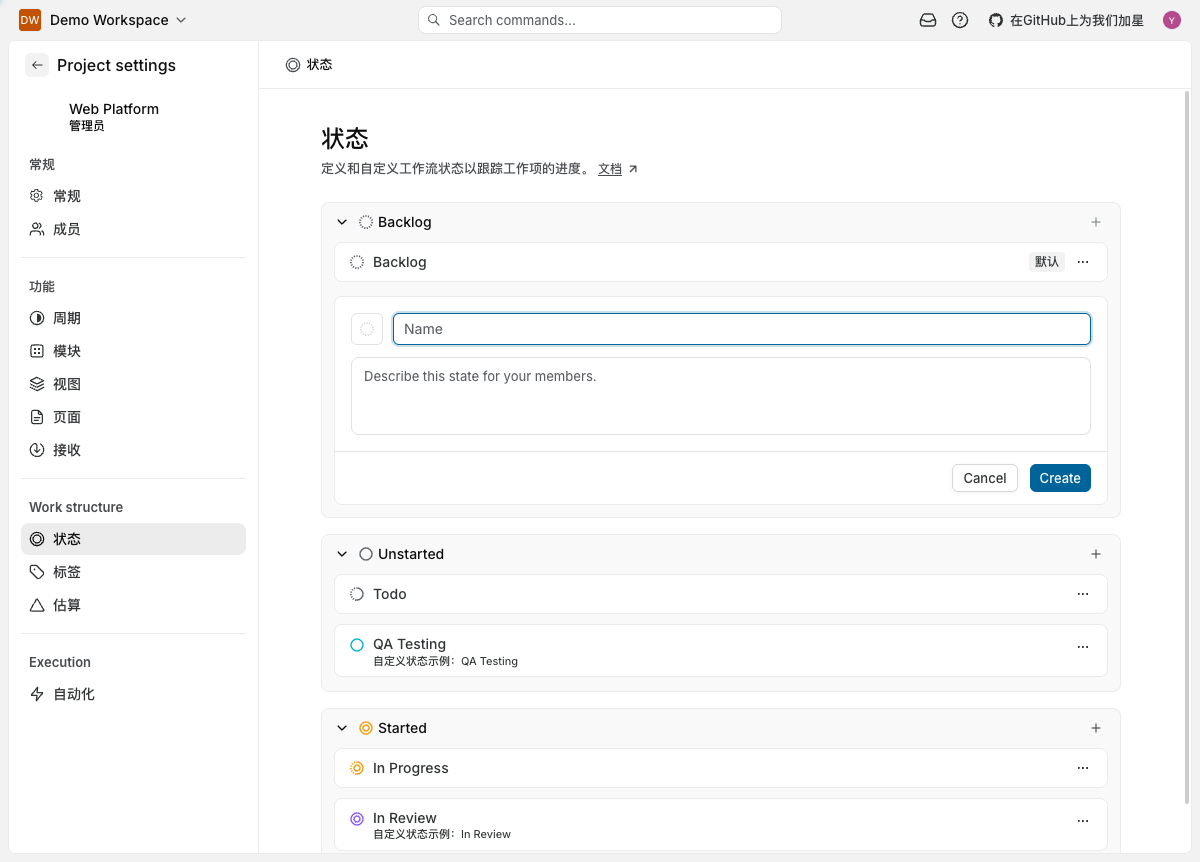 DW Demo Workspace
Search commands...
在GitHub上为我们加星
Y
Project settings
Web Platform
管理员
常规
常规
成员
功能
周期
模块
视图
页面
接收
Work structure
状态
标签
估算
Execution
自动化
状态
状态
定义和自定义工作流状态以跟踪工作项的进度。 文档
Backlog
Backlog
默认
Name
Describe this state for your members.
Cancel
Create
Unstarted
Todo
QA Testing
自定义状态示例：QA Testing
Started
In Progress
In Review
自定义状态示例：In Review